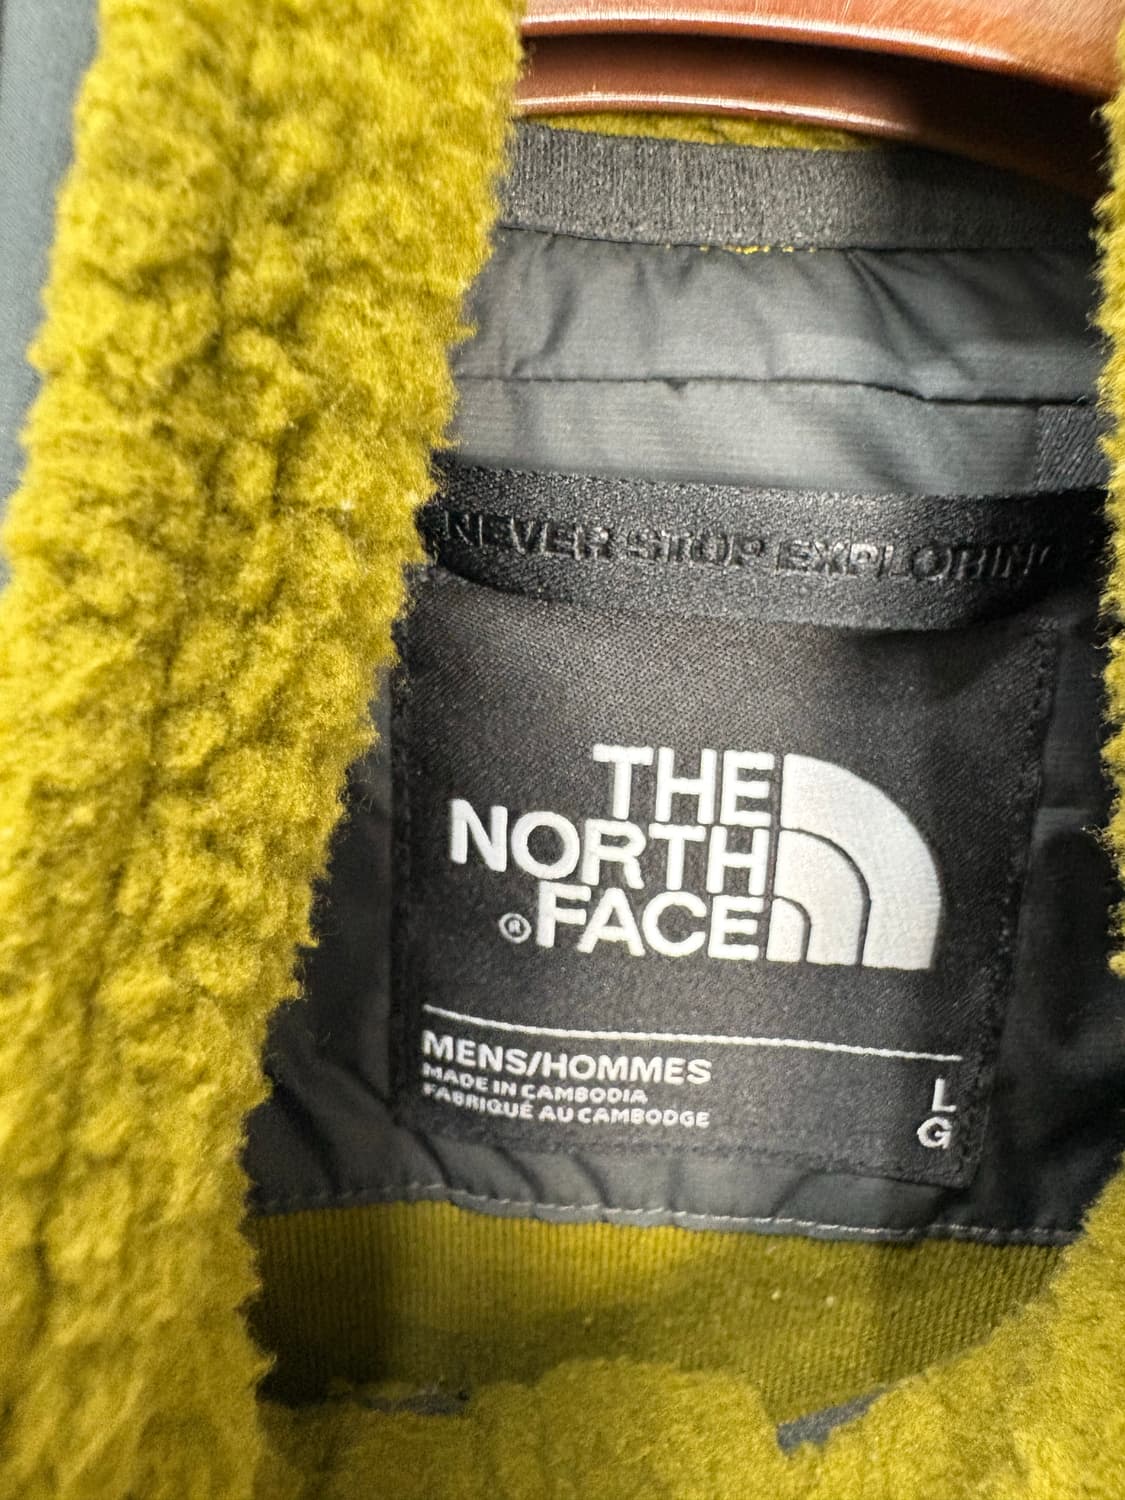 NEVER STOP EXPLORING
THE
NORTH
® FACE
MENS/HOMMES
MADE IN CAMBODIA
FABRIQUÉ AU CAMBODGE
L
G